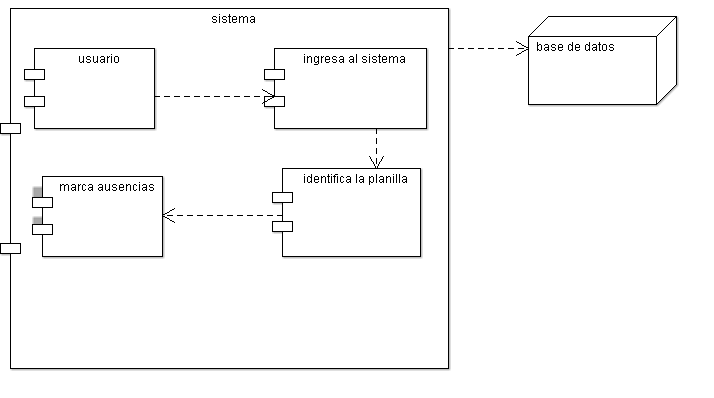 sistema
usuario
ingresa al sistema
base de datos
marca ausencias
identifica la planilla